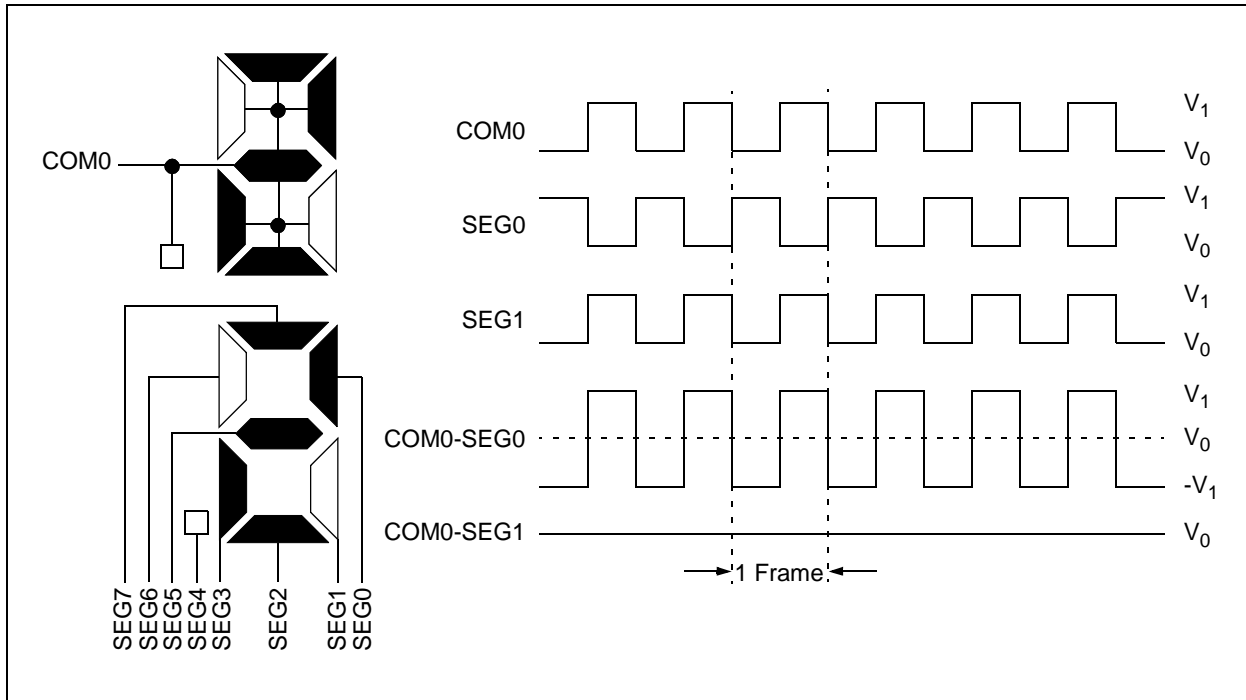 COM0
SEG7
SEG6
SEG5
SEG4
SEG3
SEG2
SEG1
SEG0
COM0
V1
V0
SEG0
V1
V0
SEG1
V1
V0
COM0-SEG0
V1
V0
-V1
COM0-SEG1
V0
1 Frame